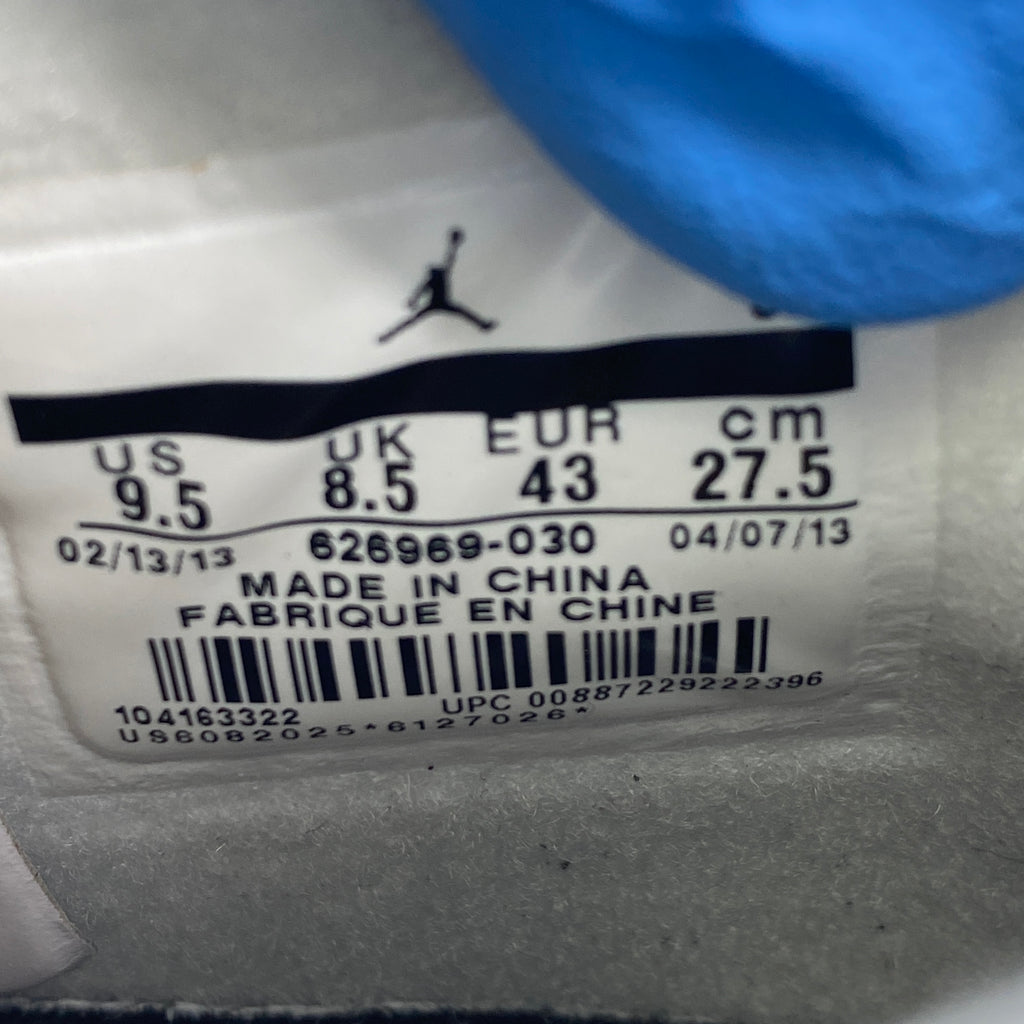 US UK EUR cm
9.5 8.5 43 27.5
02/13/13 626969-030 04/07/13
MADE IN CHINA
FABRIQUE EN CHINE
104163322 UPC 00887229222396
US6082025*6127026*